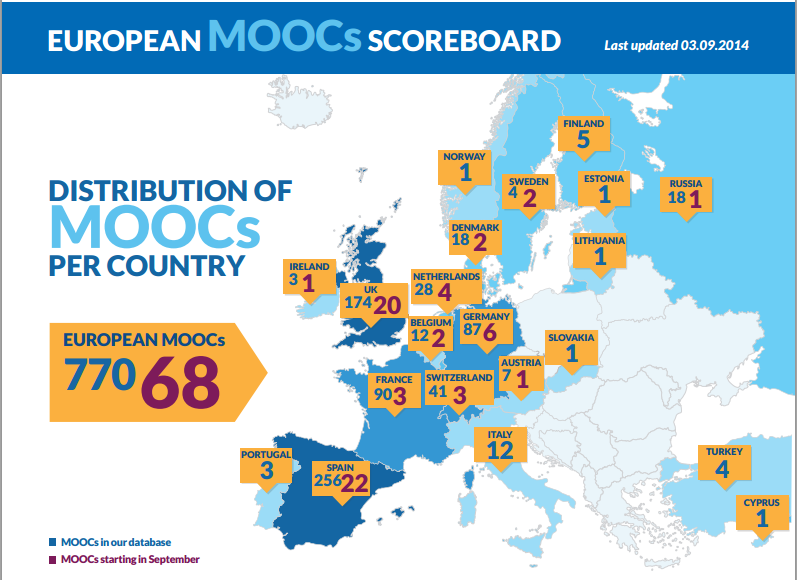 EUROPEAN MOOCs SCOREBOARD
Last updated 03.09.2014
DISTRIBUTION OF
MOOCs
PER COUNTRY
EUROPEAN MOOCs
770 68
FINLAND
5
NORWAY
1
SWEDEN
4 2
ESTONIA
1
RUSSIA
18 1
DENMARK
18 2
LITHUANIA
1
IRELAND
3 1
UK
174 20
NETHERLANDS
28 4
BELGIUM
12 2
GERMANY
87 6
SLOVAKIA
1
FRANCE
90 3
SWITZERLAND
41 3
AUSTRIA
7 1
ITALY
12
PORTUGAL
3
SPAIN
256 22
TURKEY
4
CYPRUS
1
MOOCs in our database
MOOCs starting in September